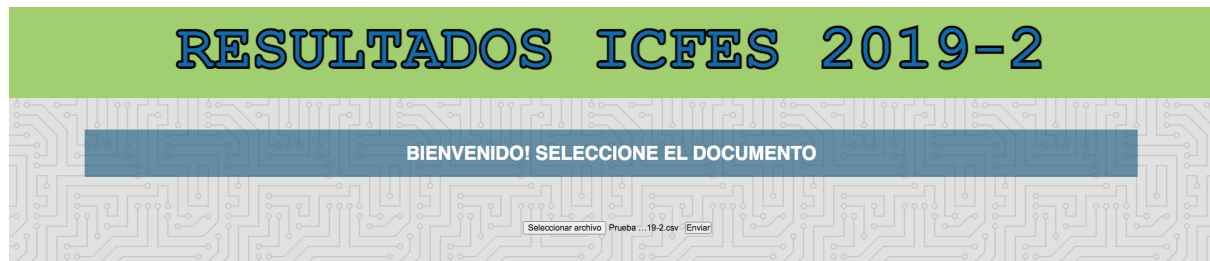 RESULTADOS ICFES 2019-2
BIENVENIDO! SELECCIONE EL DOCUMENTO
Seleccionar archivo Prueba ...19-2.csv Enviar